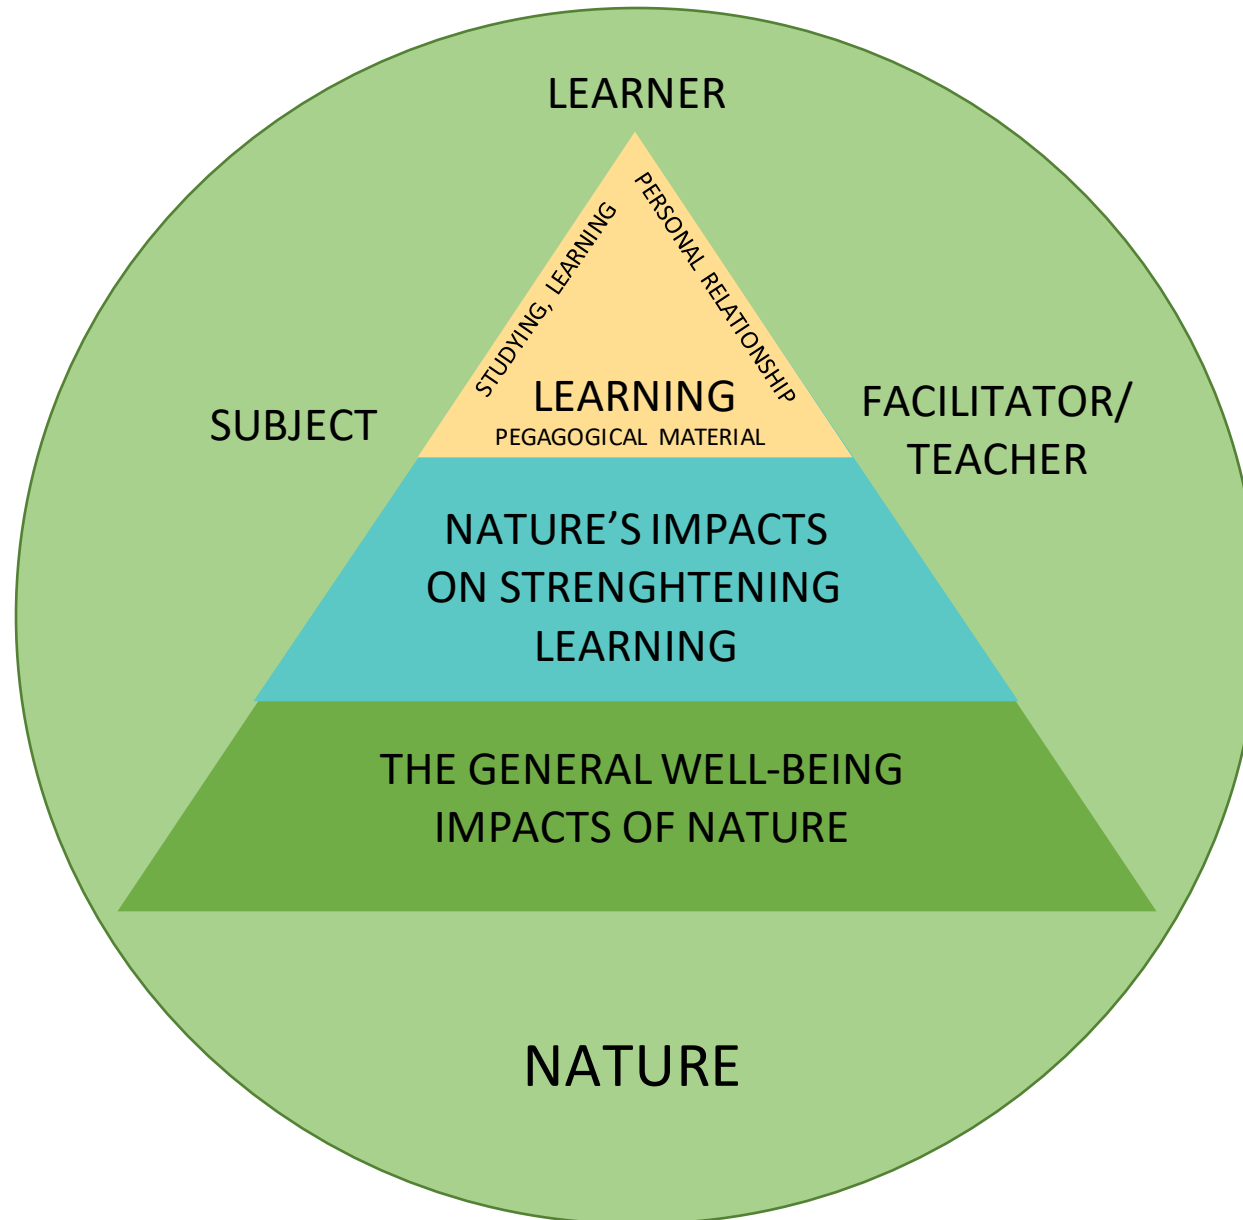 LEARNER
STUDYING, LEARNING
PERSONAL RELATIONSHIP
LEARNING
PEGAGOGICAL MATERIAL
SUBJECT
FACILITATOR/
TEACHER
NATURE’S IMPACTS
ON STRENGHTENING
LEARNING
THE GENERAL WELL-BEING
IMPACTS OF NATURE
NATURE